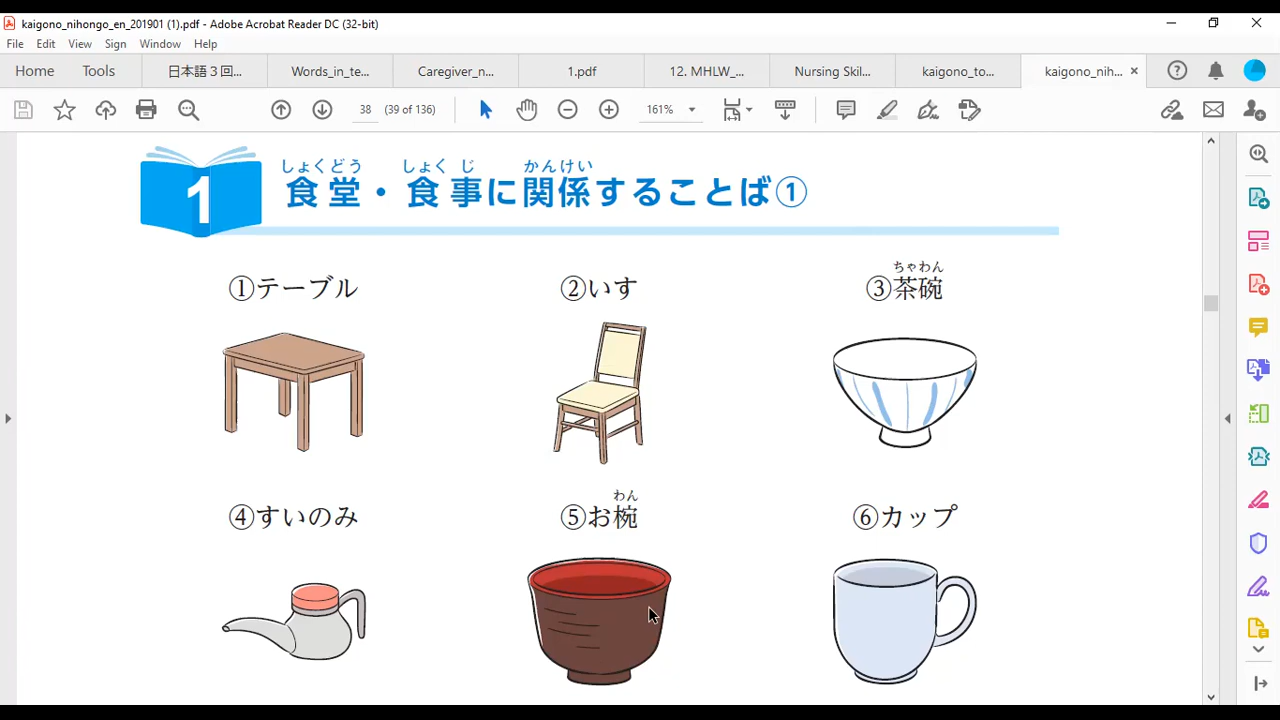 kaigono_nihongo_en_201901 (1).pdf - Adobe Acrobat Reader DC (32-bit)
File Edit View Sign Window Help
Home Tools 日本語３回... Words_in_te... Caregiver_n... 1.pdf 12. MHLW_... Nursing Skil... kaigono_to... kaigono_nih... ×
38 (39 of 136) 161%
しょくどう しょく じ かんけい
1 食堂・食事に関係することば①
ちゃわん
①テーブル ②いす ③茶碗
わん
④すいのみ ⑤お椀 ⑥カップ